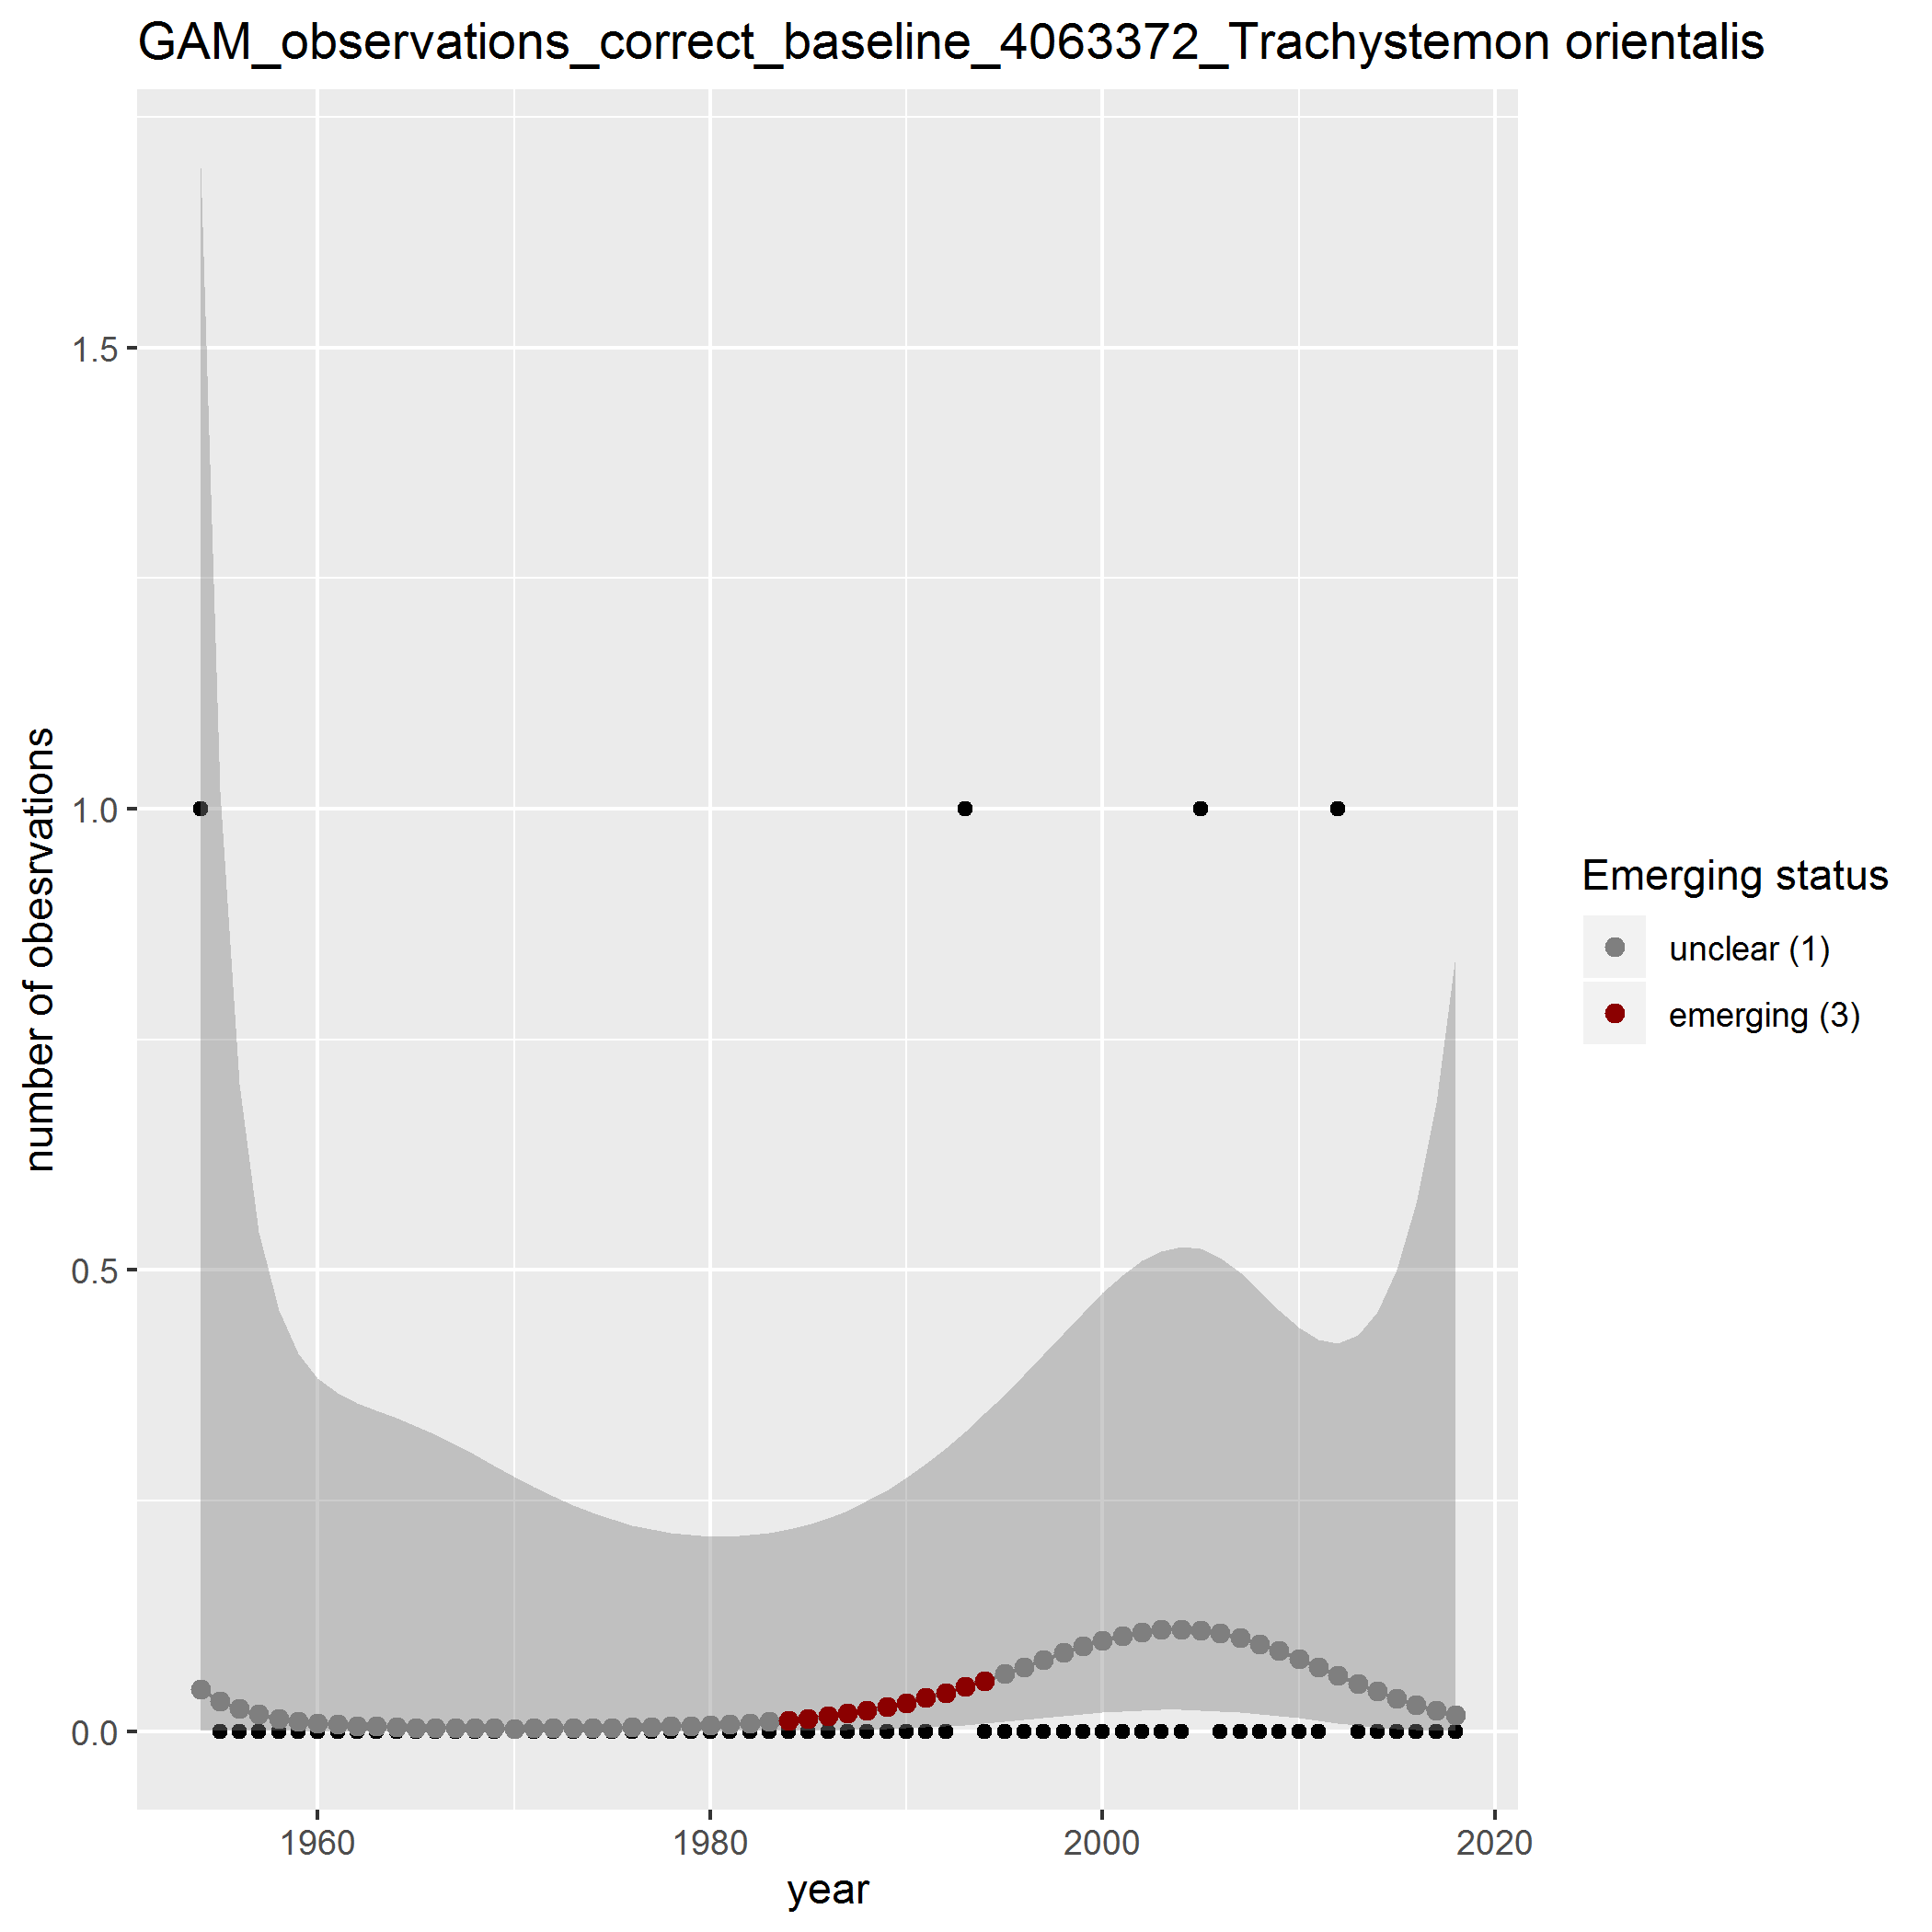 GAM_observations_correct_baseline_4063372_Trachystemon orientalis
number of obesrvations
1.5
1.0
0.5
0.0
1960
1980
2000
2020
year
Emerging status
unclear (1)
emerging (3)